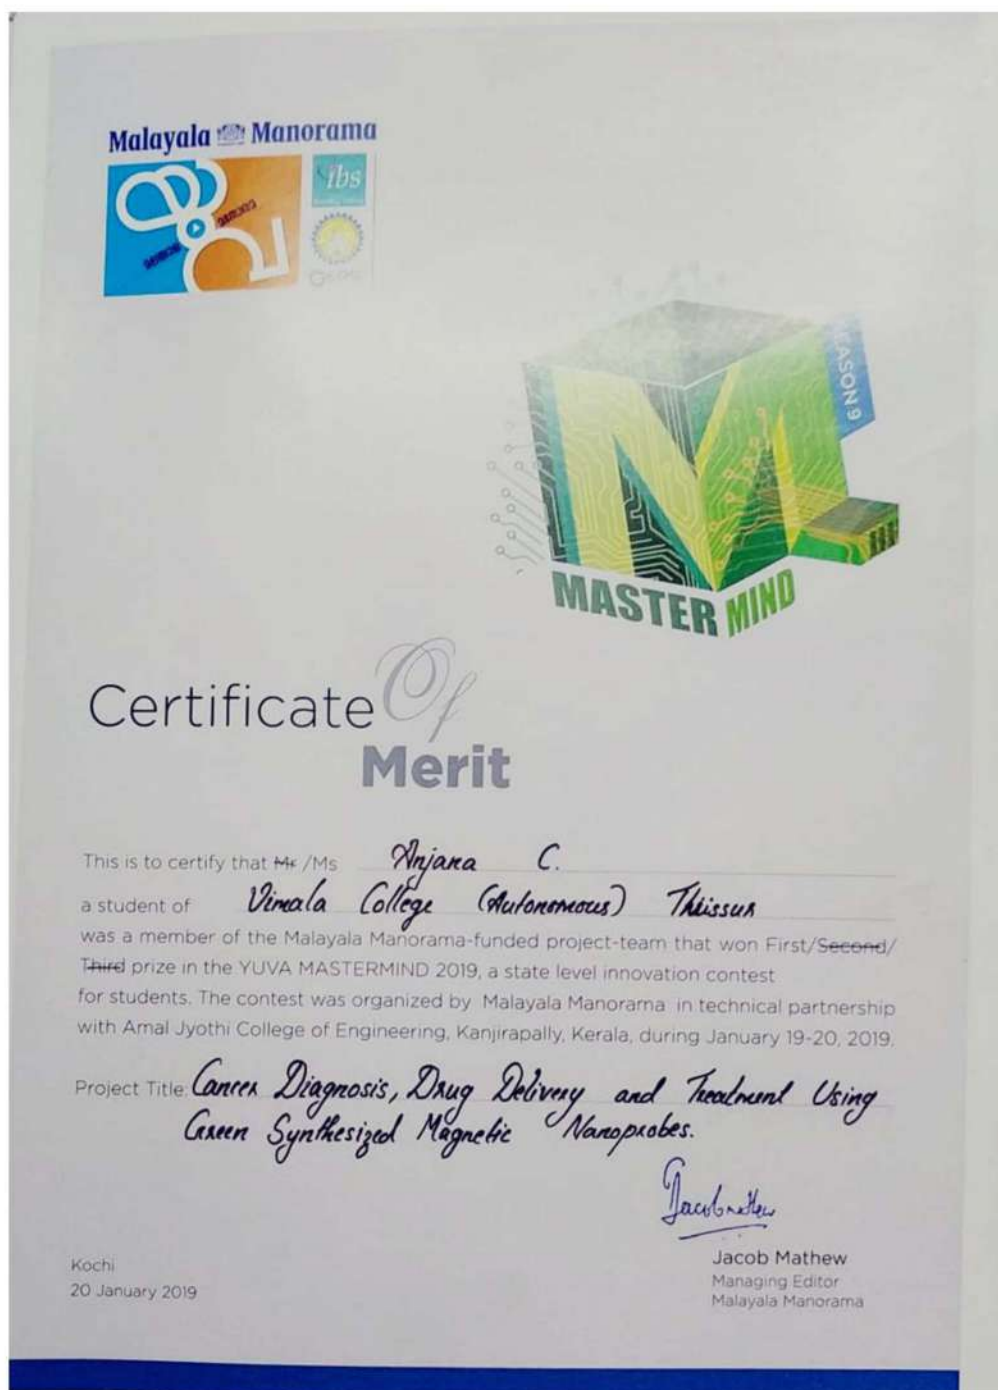 Malayala Manorama
ibs
SEASON 9
MASTER MIND
Certificate Of
Merit
This is to certify that Mr /Ms Anjana C.
a student of Vimala College (Autonomous) Thrissur
was a member of the Malayala Manorama-funded project-team that won First/Second/
Third prize in the YUVA MASTERMIND 2019, a state level innovation contest
for students. The contest was organized by Malayala Manorama in technical partnership
with Amal Jyothi College of Engineering, Kanjirapally, Kerala, during January 19-20, 2019.
Project Title: Cancer Diagnosis, Drug Delivery and Treatment Using
Green Synthesized Magnetic Nanoprobes.
Jacob Mathew
Kochi
20 January 2019
Jacob Mathew
Managing Editor
Malayala Manorama